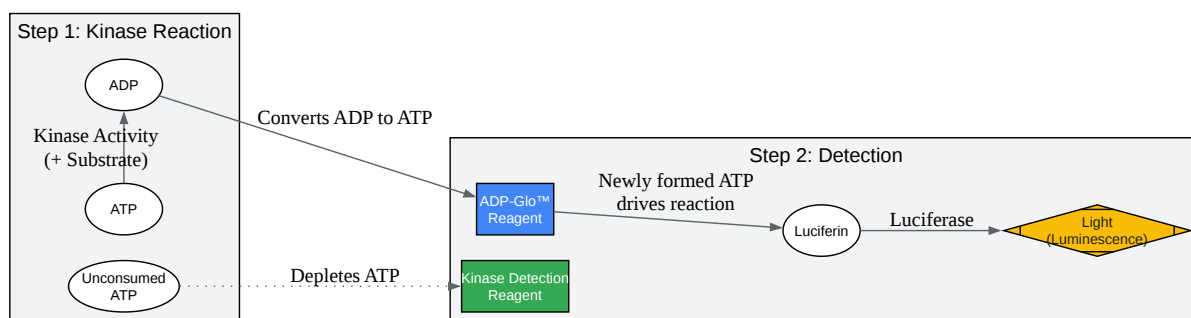 Step 1: Kinase Reaction
ADP
Kinase Activity
(+ Substrate)
ATP
Unconsumed
ATP
Converts ADP to ATP
Depletes ATP
Step 2: Detection
ADP-Glo™
Reagent
Kinase Detection
Reagent
Newly formed ATP
drives reaction
Luciferin
Luciferase
Light
(Luminescence)